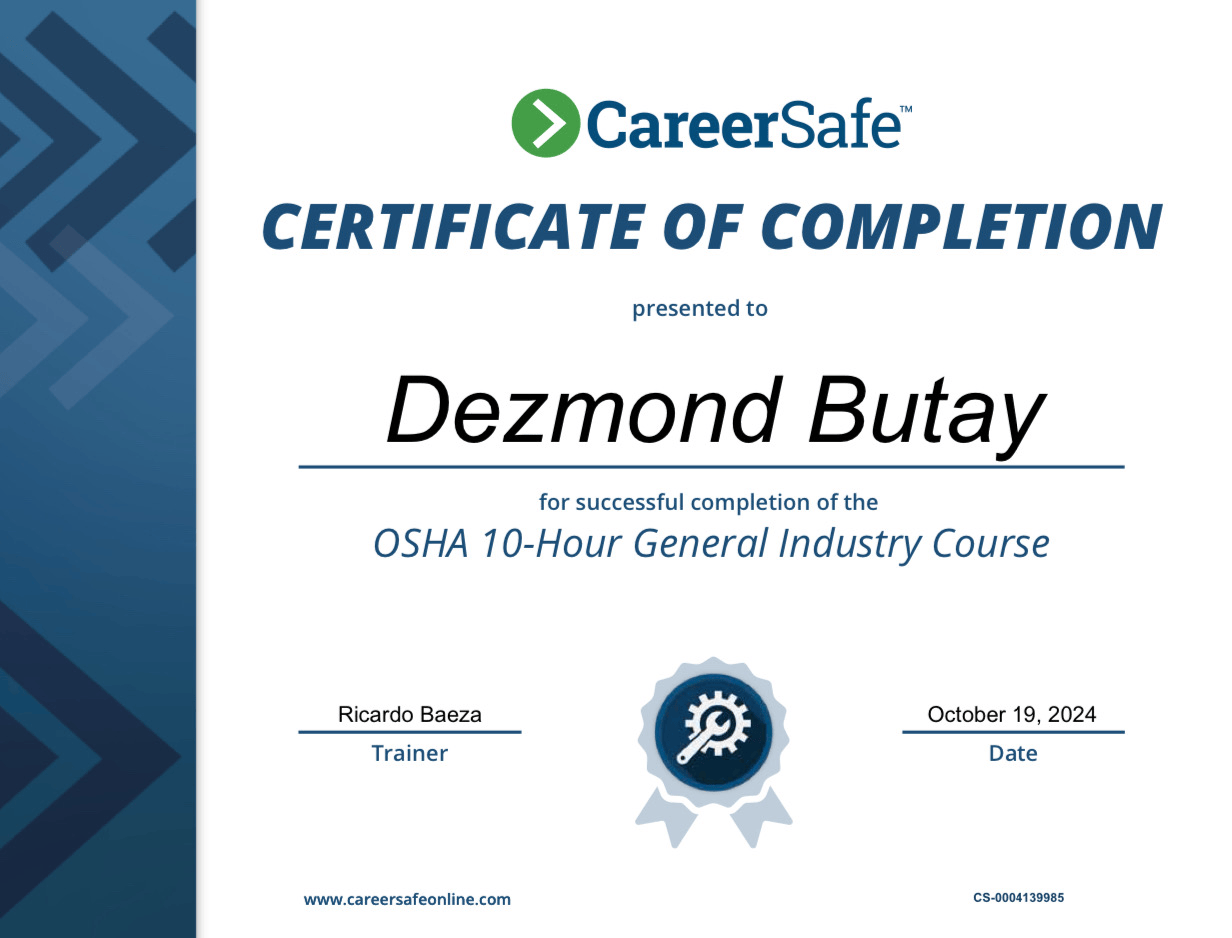 CareerSafe™
CERTIFICATE OF COMPLETION
presented to
Dezmond Butay
for successful completion of the
OSHA 10-Hour General Industry Course
Ricardo Baeza
Trainer
October 19, 2024
Date
www.careersafeonline.com
CS-0004139985